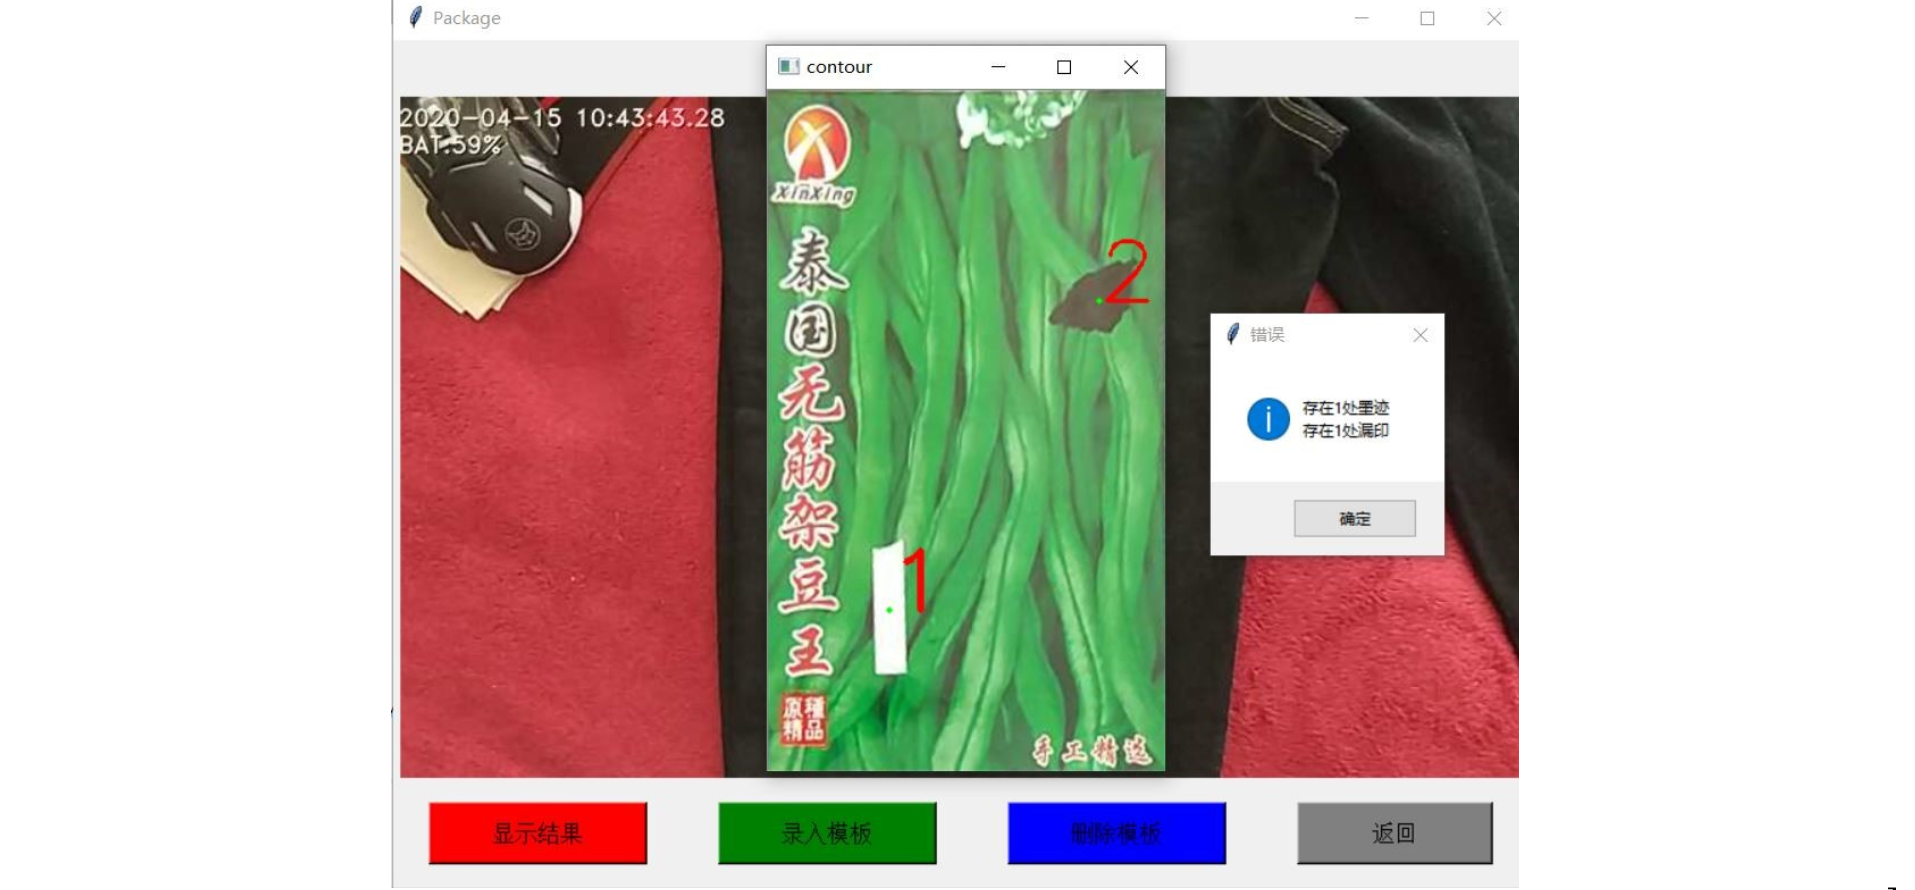 Package
contour
2020-04-15 10:43:43.28
BAT:59%
XinXing
泰国无筋架豆王
原種
精品
手工精选
2
1
错误
存在1处墨迹
存在1处漏印
确定
显示结果
录入模板
删除模板
返回